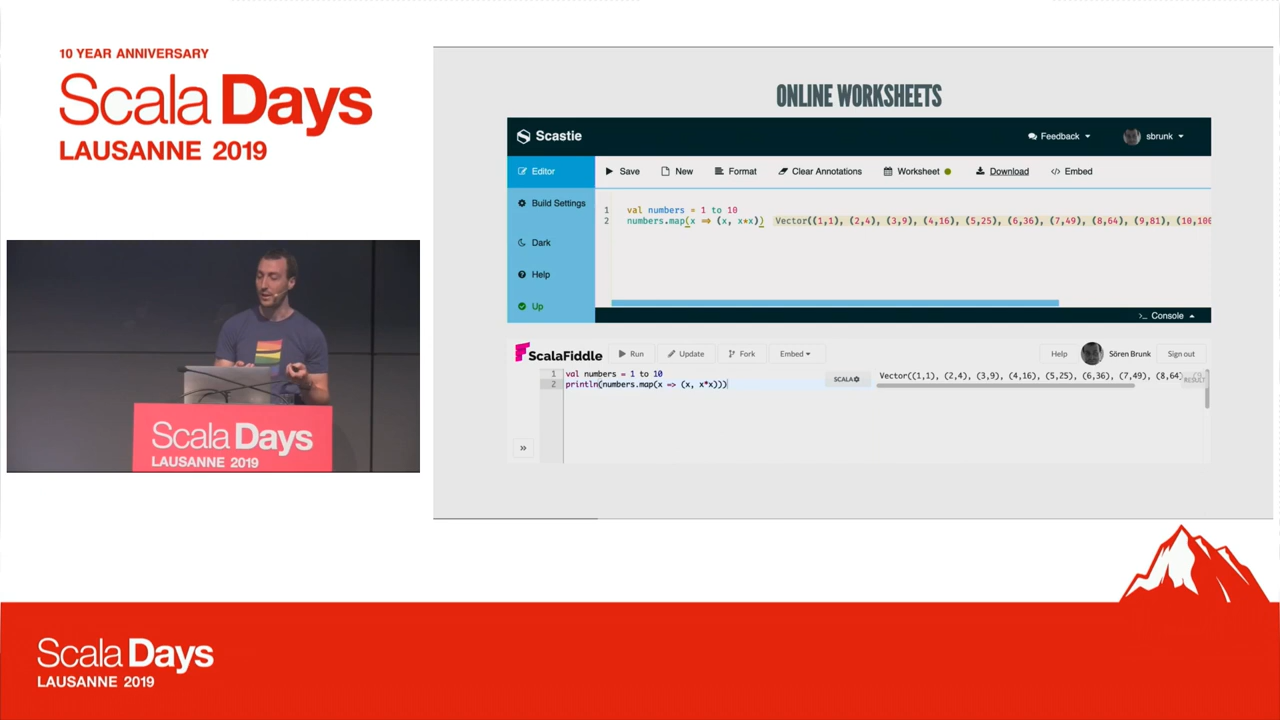 10 YEAR ANNIVERSARY
Scala Days
LAUSANNE 2019
ONLINE WORKSHEETS
Scastie
Feedback
sbrunk
Editor
Save
New
Format
Clear Annotations
Worksheet
Download
Embed
Build Settings
1 val numbers = 1 to 10
2 numbers.map(x ⇒ (x, x*x)) Vector((1,1), (2,4), (3,9), (4,16), (5,25), (6,36), (7,49), (8,64), (9,81), (10,100
Dark
Help
Up
>_ Console
ScalaFiddle
Run
Update
Fork
Embed
Help
Sören Brunk
Sign out
1 val numbers = 1 to 10
2 println(numbers.map(x => (x, x*x)))
SCALA
Vector((1,1), (2,4), (3,9), (4,16), (5,25), (6,36), (7,49), (8,64),
RESULT
»
Scala Days
LAUSANNE 2019
Scala Days
LAUSANNE 2019